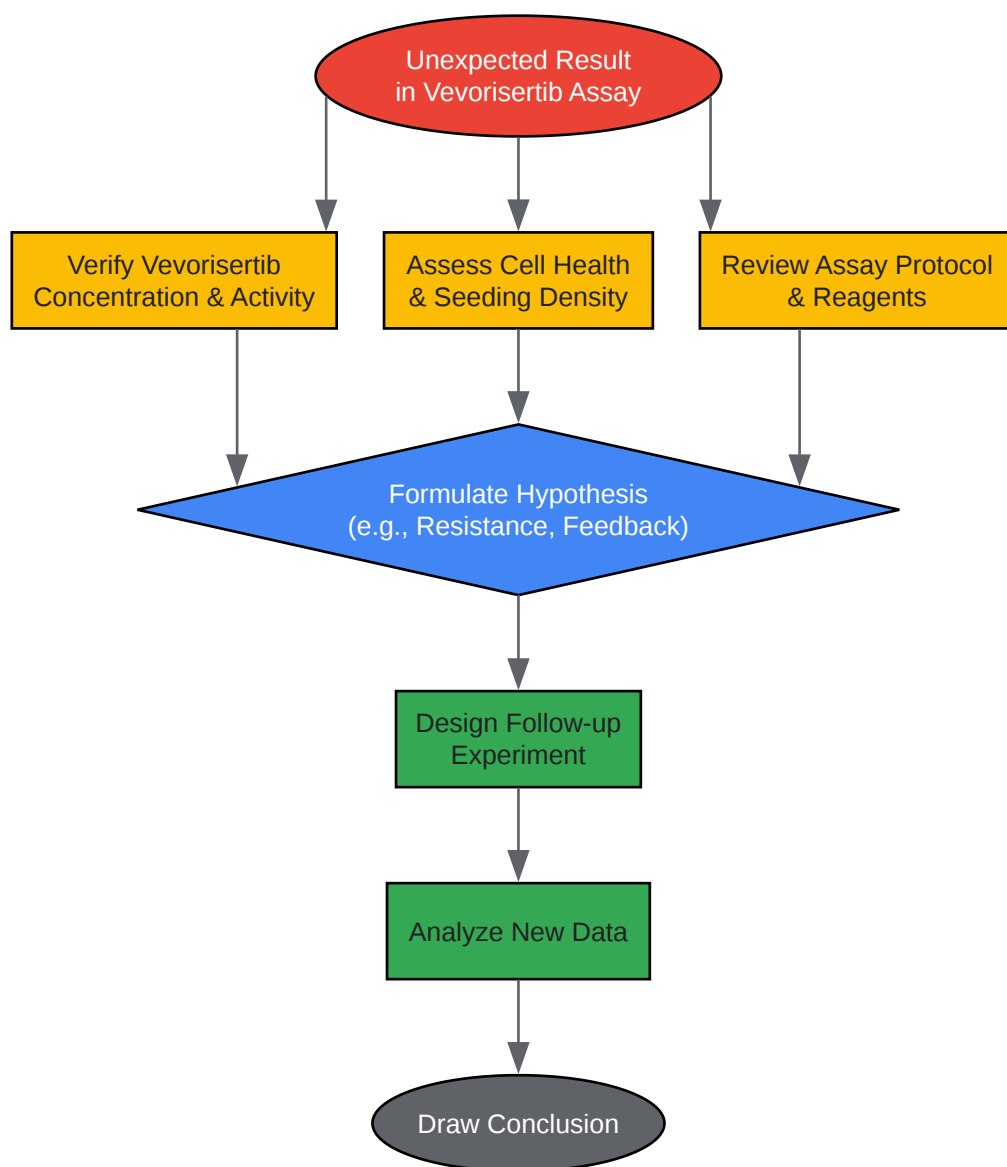 Unexpected Result
in Vevorisertib Assay
Verify Vevorisertib
Concentration & Activity
Assess Cell Health
& Seeding Density
Review Assay Protocol
& Reagents
Formulate Hypothesis
(e.g., Resistance, Feedback)
Design Follow-up
Experiment
Analyze New Data
Draw Conclusion